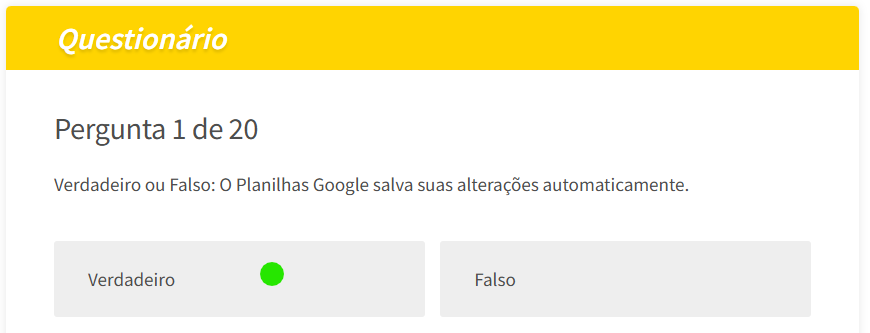 Questionário
Pergunta 1 de 20
Verdadeiro ou Falso: O Planilhas Google salva suas alterações automaticamente.
Verdadeiro
Falso